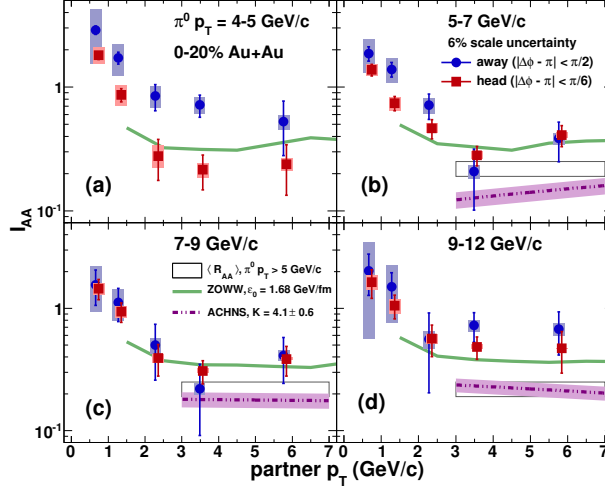 π⁰ p_T = 4-5 GeV/c
0-20% Au+Au
(a)
5-7 GeV/c
6% scale uncertainty
away (|Δϕ - π| < π/2)
head (|Δϕ - π| < π/6)
(b)
1
10⁻¹
I_AA
7-9 GeV/c
⟨ R_AA ⟩, π⁰ p_T > 5 GeV/c
ZOWW, ε₀ = 1.68 GeV/fm
ACHNS, K = 4.1 ± 0.6
(c)
9-12 GeV/c
(d)
1
10⁻¹
0 1 2 3 4 5 6 7 0 1 2 3 4 5 6 7
partner p_T (GeV/c)